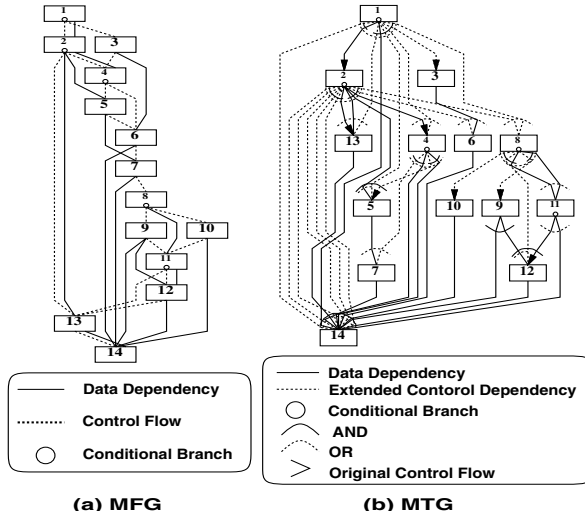 1
2
3
4
5
6
7
8
9
10
11
12
13
14
Data Dependency
Control Flow
Conditional Branch
(a) MFG
1
2
3
13
4
6
8
5
10
9
11
7
12
14
Data Dependency
Extended Contorol Dependency
Conditional Branch
AND
OR
Original Control Flow
(b) MTG